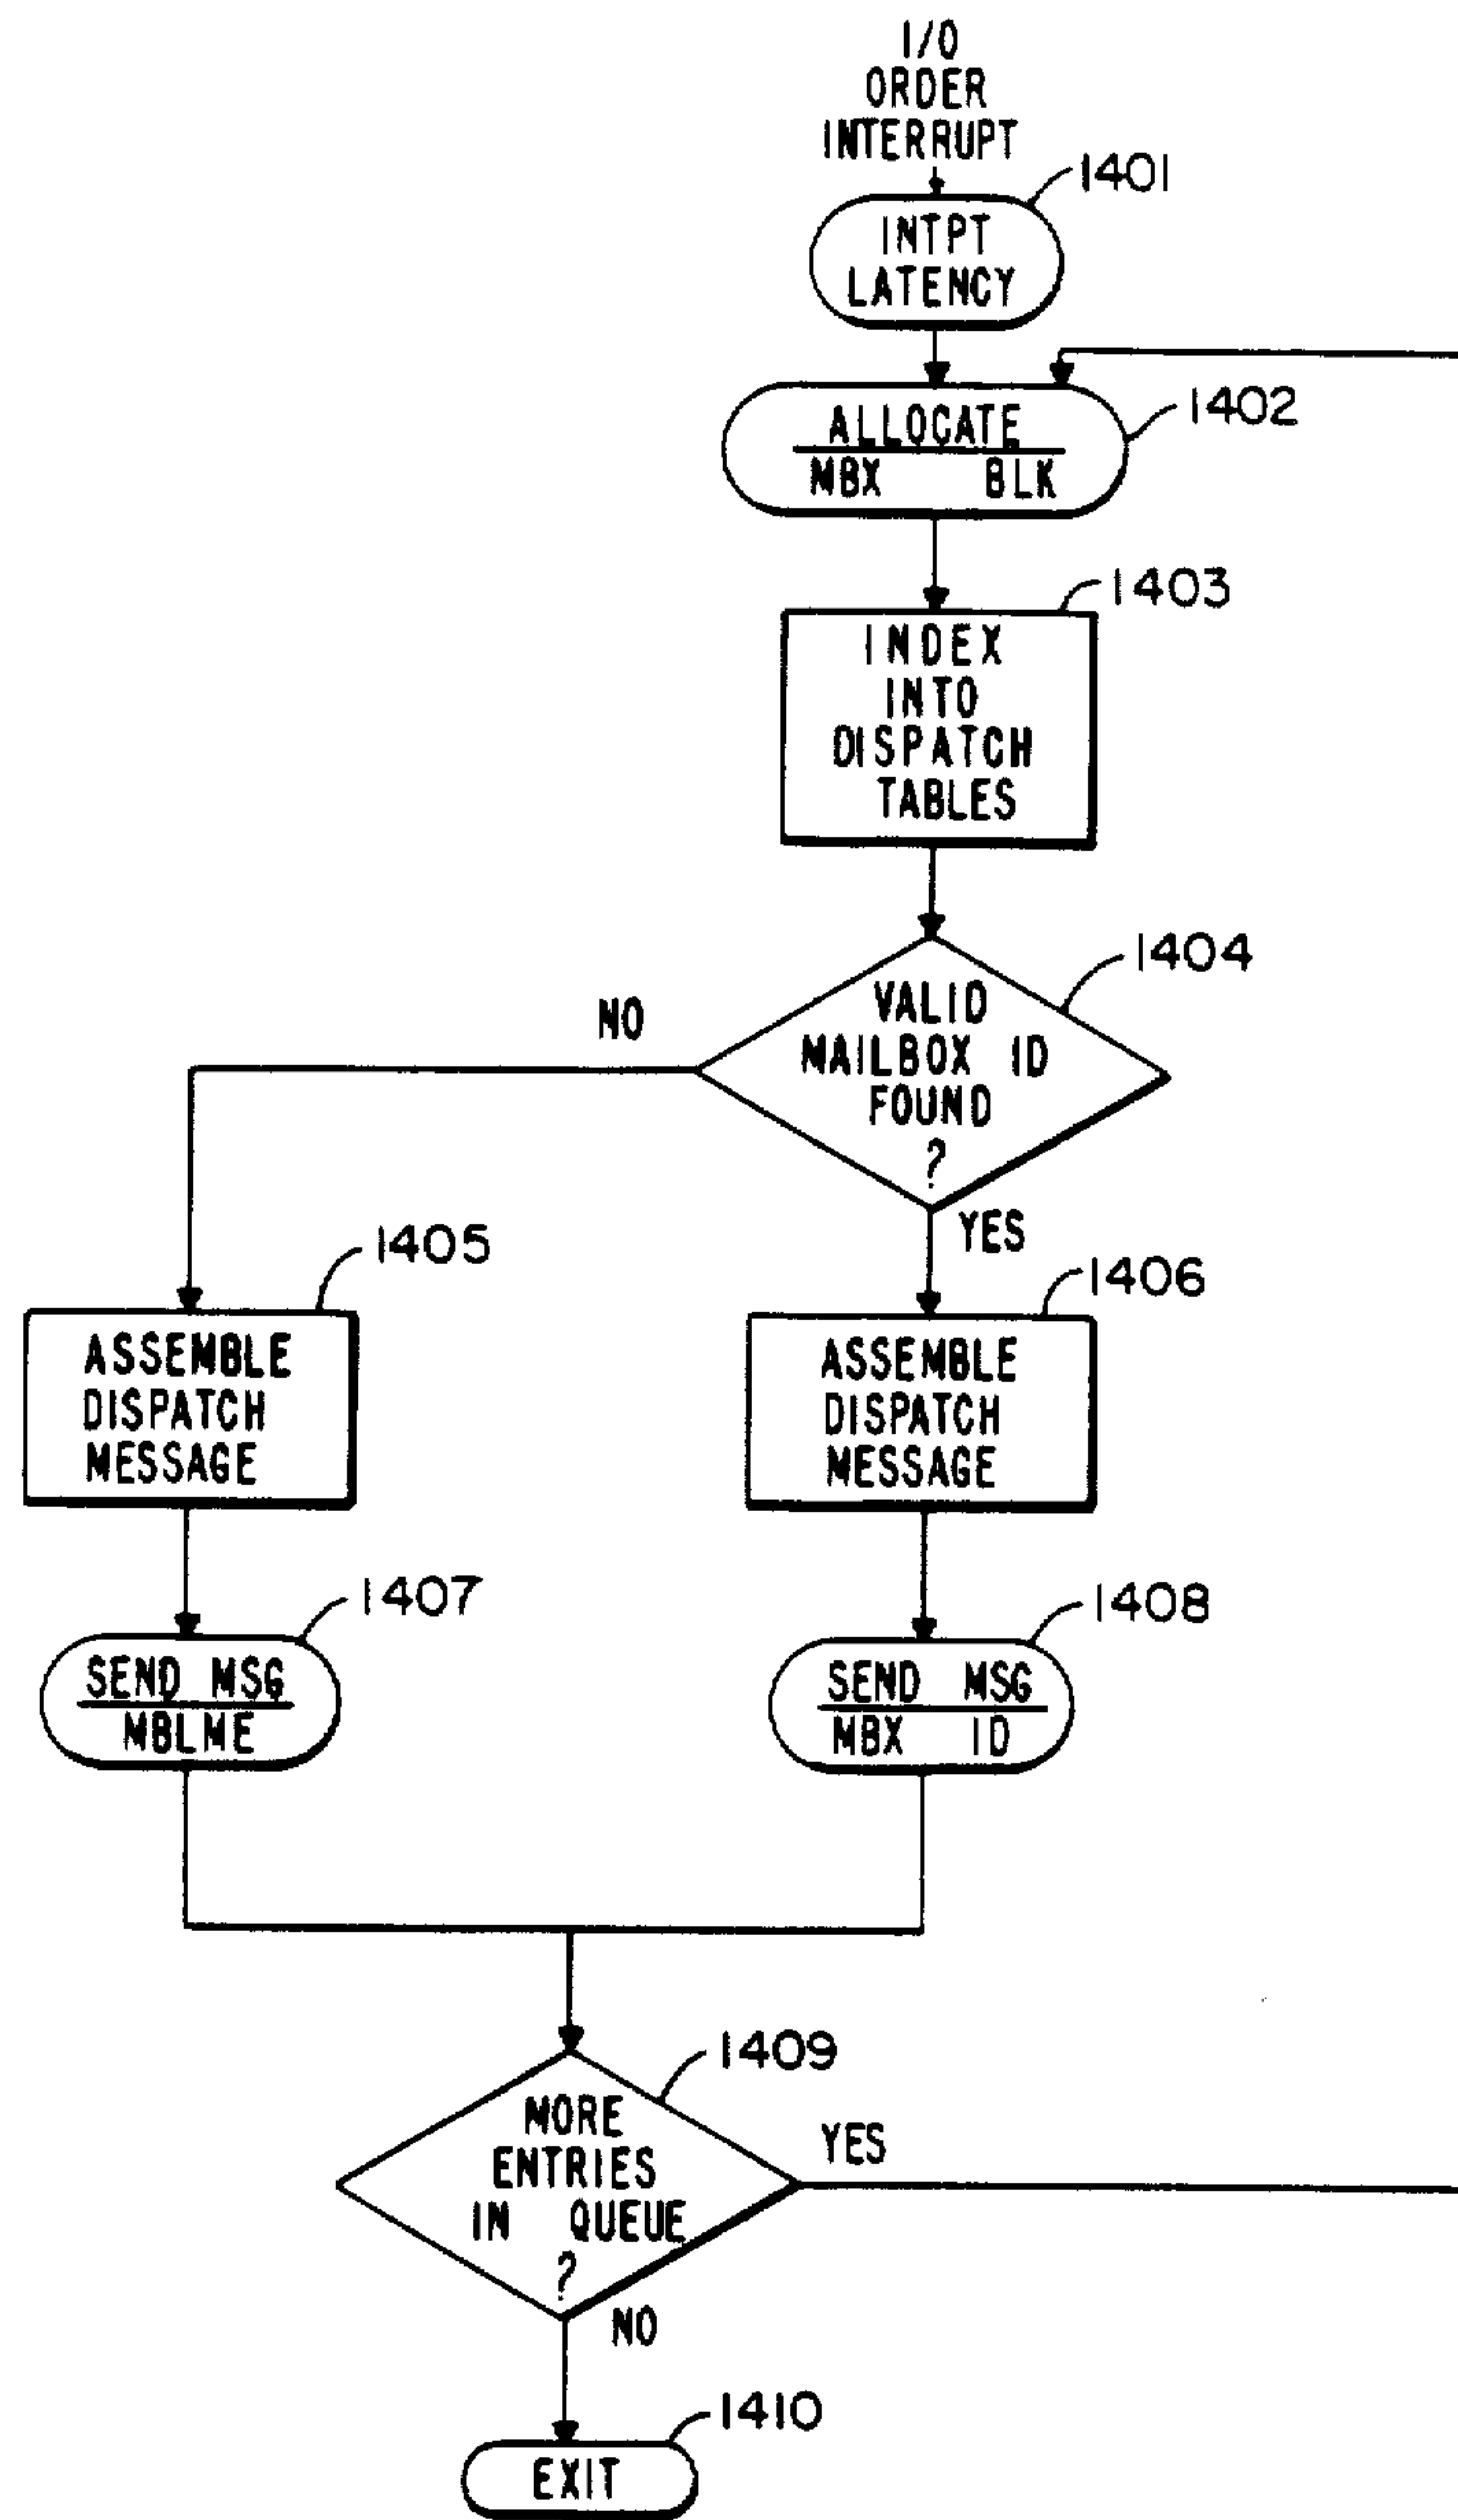 I/O
ORDER
INTERRUPT
1401
INTPT
LATENCY
1402
ALLOCATE
MBX BLK
1403
INDEX
INTO
DISPATCH
TABLES
1404
VALID
MAILBOX ID
FOUND
?
NO
YES
1405
ASSEMBLE
DISPATCH
MESSAGE
1406
ASSEMBLE
DISPATCH
MESSAGE
1407
SEND MSG
MBLME
1408
SEND MSG
MBX ID
1409
MORE
ENTRIES
IN QUEUE
?
YES
NO
1410
EXIT